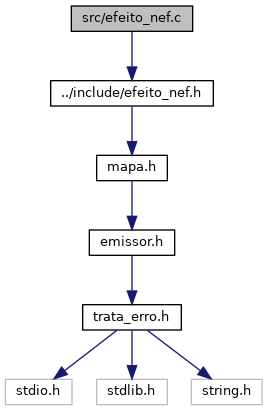 src/efeito_nef.c
../include/efeito_nef.h
mapa.h
emissor.h
trata_erro.h
stdio.h
stdlib.h
string.h